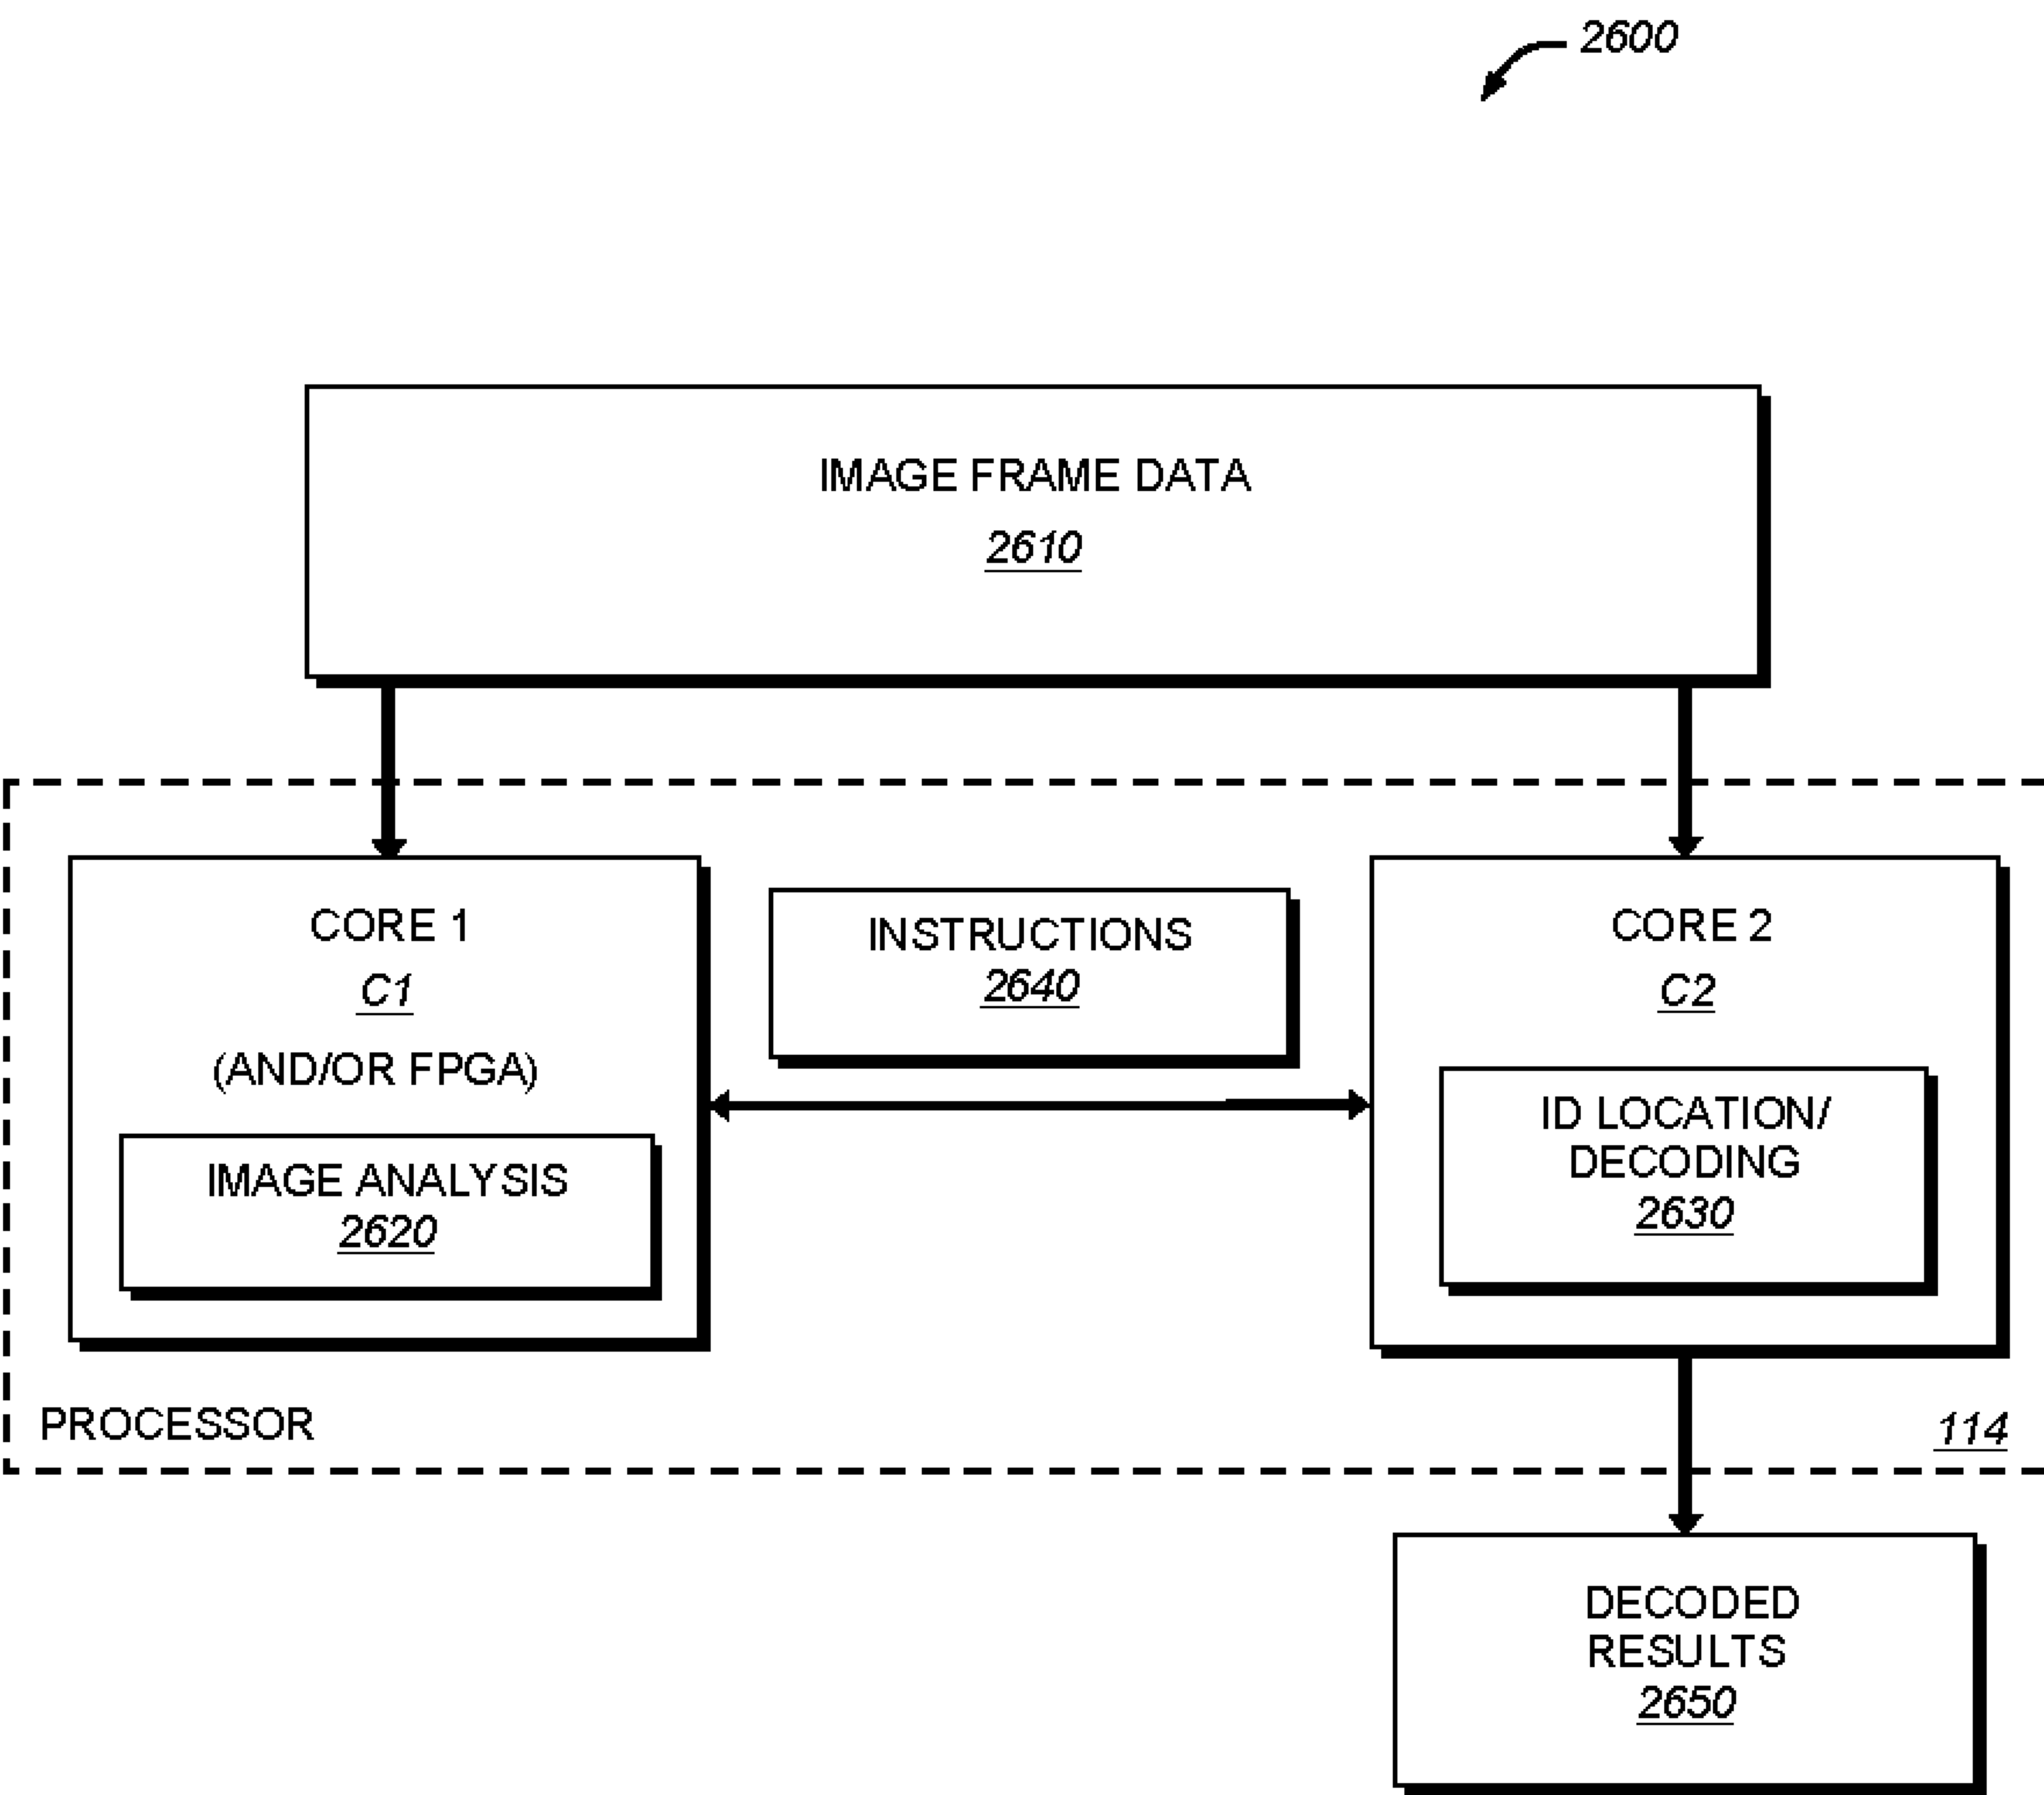 2600
IMAGE FRAME DATA
2610
CORE 1
C1
(AND/OR FPGA)
IMAGE ANALYSIS
2620
INSTRUCTIONS
2640
CORE 2
C2
ID LOCATION/
DECODING
2630
PROCESSOR
114
DECODED
RESULTS
2650